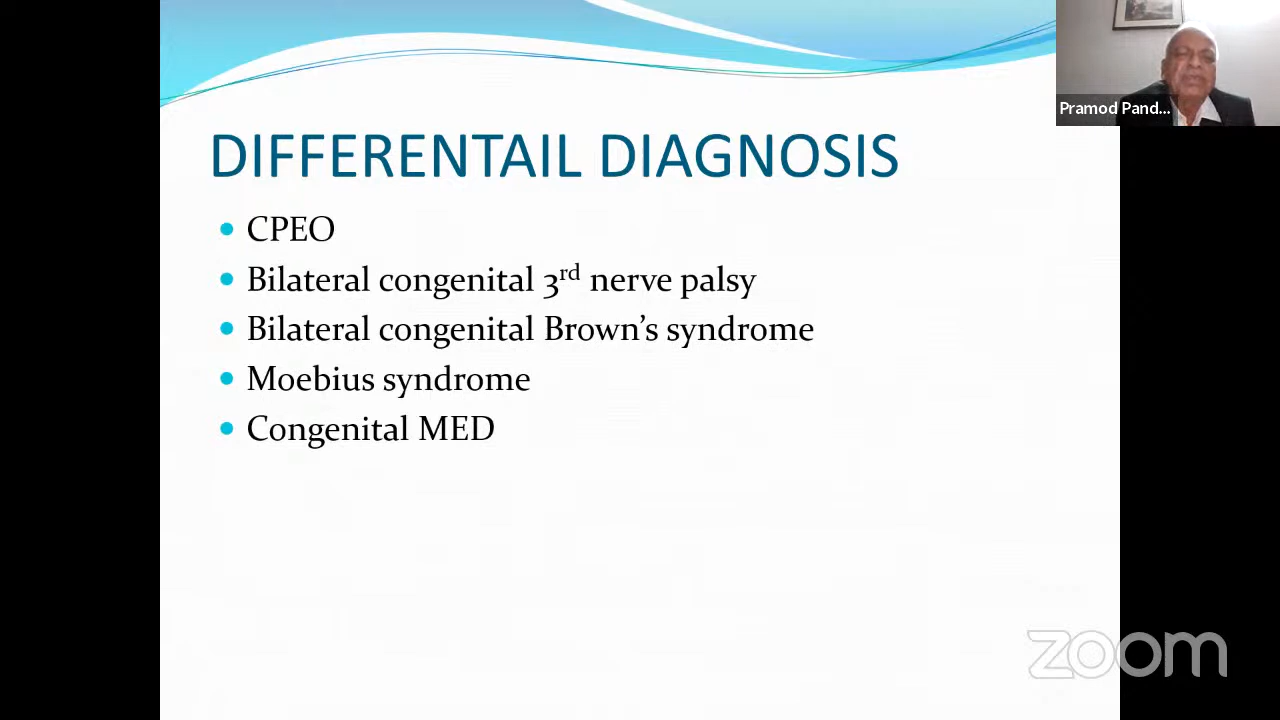 DIFFERENTAIL DIAGNOSIS
CPEO
Bilateral congenital 3rd nerve palsy
Bilateral congenital Brown's syndrome
Moebius syndrome
Congenital MED
Pramod Pand...
zoom